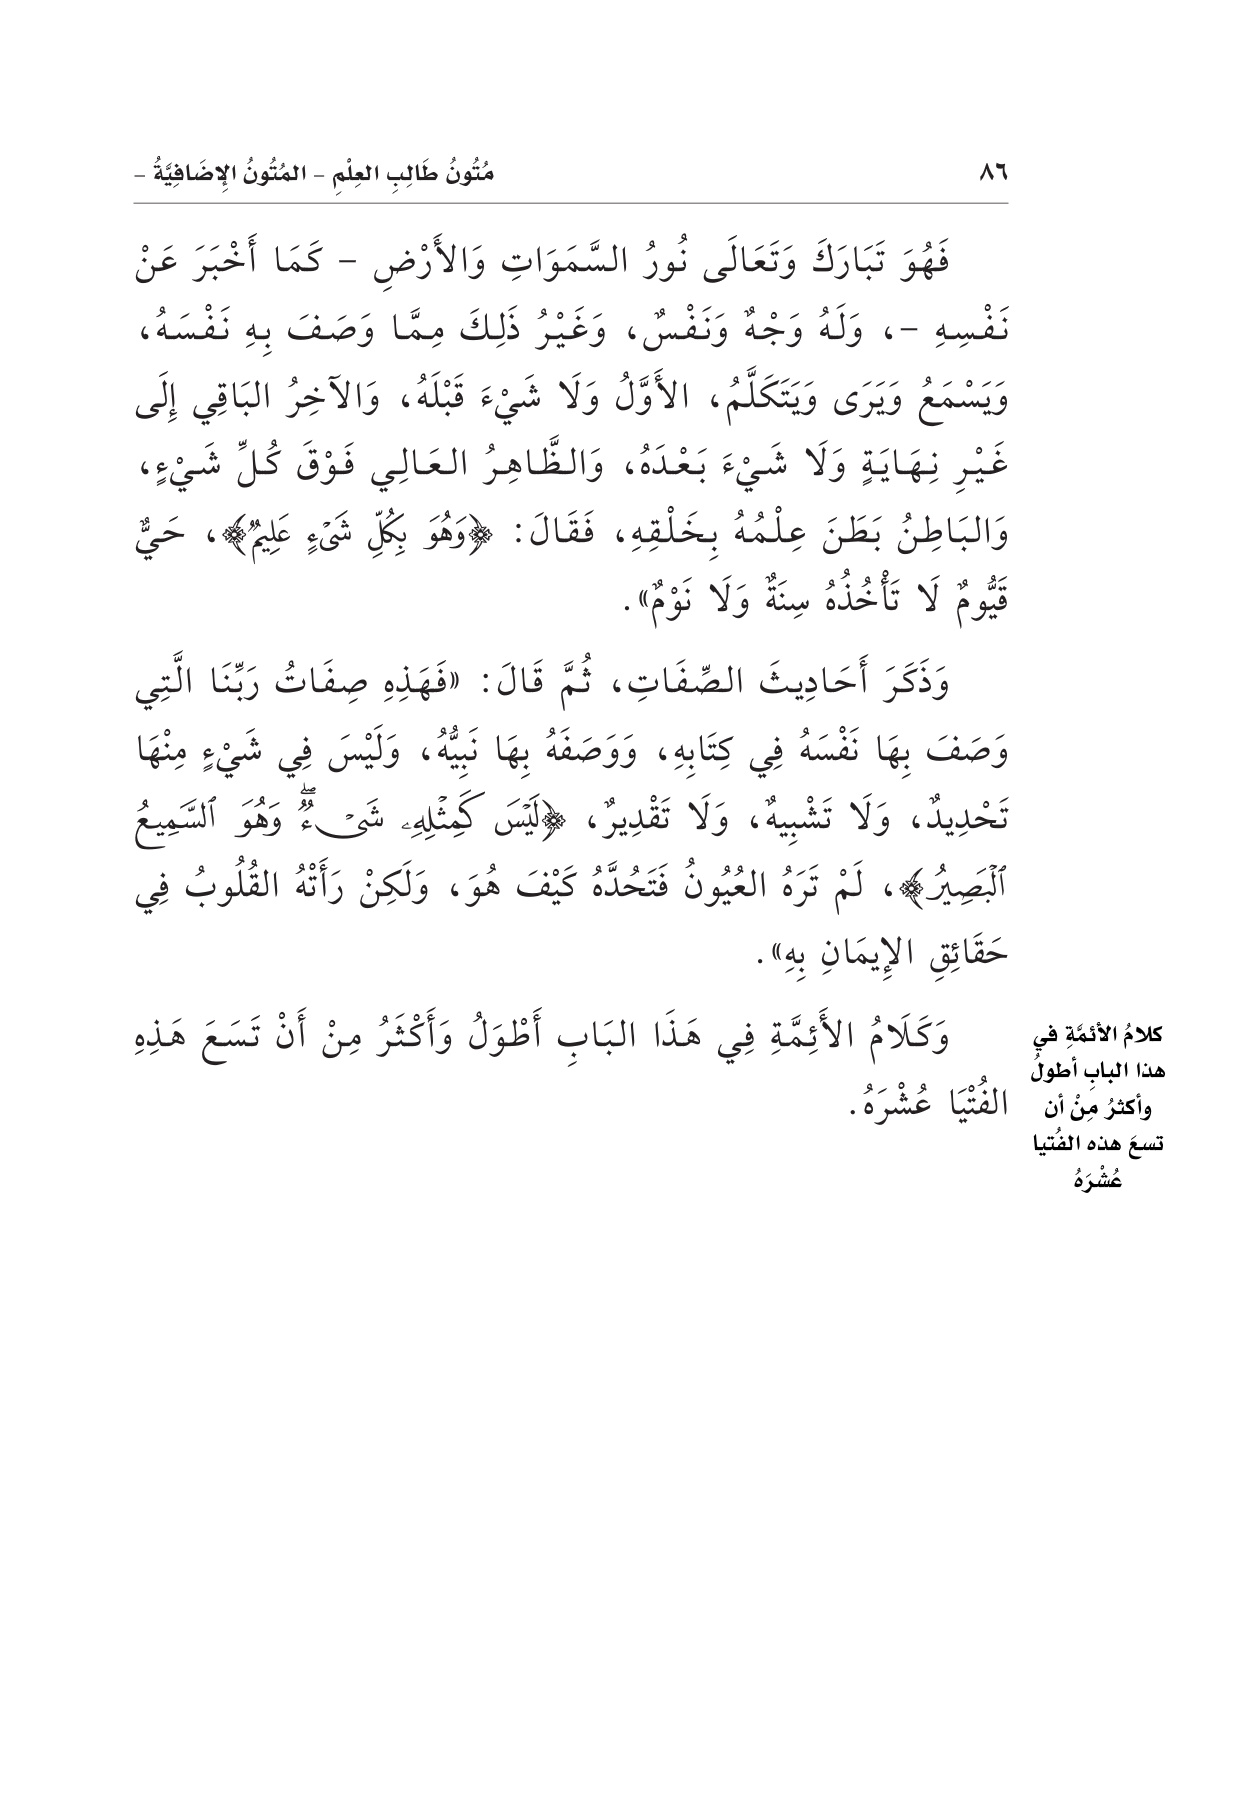 ٨٦
مُتُونُ طَالِبِ العِلْمِ – المُتُونُ الإِضَافِيَّةُ –
فَهُوَ تَبَارَكَ وَتَعَالَى نُورُ السَّمَوَاتِ وَالأَرْضِ – كَمَا أَخْبَرَ عَنْ
نَفْسِهِ –، وَلَهُ وَجْهٌ وَنَفْسٌ، وَغَيْرُ ذَلِكَ مِمَّا وَصَفَ بِهِ نَفْسَهُ،
وَيَسْمَعُ وَيَرَى وَيَتَكَلَّمُ، الأَوَّلُ وَلَا شَيْءَ قَبْلَهُ، وَالآخِرُ البَاقِي إِلَى
غَيْرِ نِهَايَةٍ وَلَا شَيْءَ بَعْدَهُ، وَالظَّاهِرُ العَالِي فَوْقَ كُلِّ شَيْءٍ،
وَالبَاطِنُ بَطَنَ عِلْمُهُ بِخَلْقِهِ، فَقَالَ: ﴿وَهُوَ بِكُلِّ شَىْءٍ عَلِيمٌ﴾، حَيٌّ
قَيُّومٌ لَا تَأْخُذُهُ سِنَةٌ وَلَا نَوْمٌ».
وَذَكَرَ أَحَادِيثَ الصِّفَاتِ، ثُمَّ قَالَ: «فَهَذِهِ صِفَاتُ رَبِّنَا الَّتِي
وَصَفَ بِهَا نَفْسَهُ فِي كِتَابِهِ، وَوَصَفَهُ بِهَا نَبِيُّهُ، وَلَيْسَ فِي شَيْءٍ مِنْهَا
تَحْدِيدٌ، وَلَا تَشْبِيهٌ، وَلَا تَقْدِيرٌ، ﴿لَيْسَ كَمِثْلِهِۦ شَىْءٌ ۖ وَهُوَ ٱلسَّمِيعُ
ٱلْبَصِيرُ﴾، لَمْ تَرَهُ العُيُونُ فَتَحُدَّهُ كَيْفَ هُوَ، وَلَكِنْ رَأَتْهُ القُلُوبُ فِي
حَقَائِقِ الإِيمَانِ بِهِ».
وَكَلَامُ الأَئِمَّةِ فِي هَذَا البَابِ أَطْوَلُ وَأَكْثَرُ مِنْ أَنْ تَسَعَ هَذِهِ
الفُتْيَا عُشْرَهُ.
كلامُ الأئمَّةِ في
هذا البابِ أطولُ
وأكثرُ مِنْ أن
تسعَ هذه الفُتيا
عُشْرَهُ